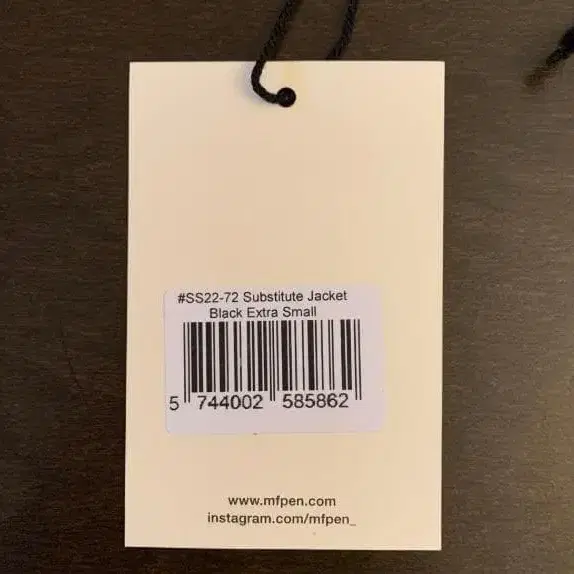 #SS22-72 Substitute Jacket
Black Extra Small
5 744002 585862
www.mfpen.com
instagram.com/mfpen_